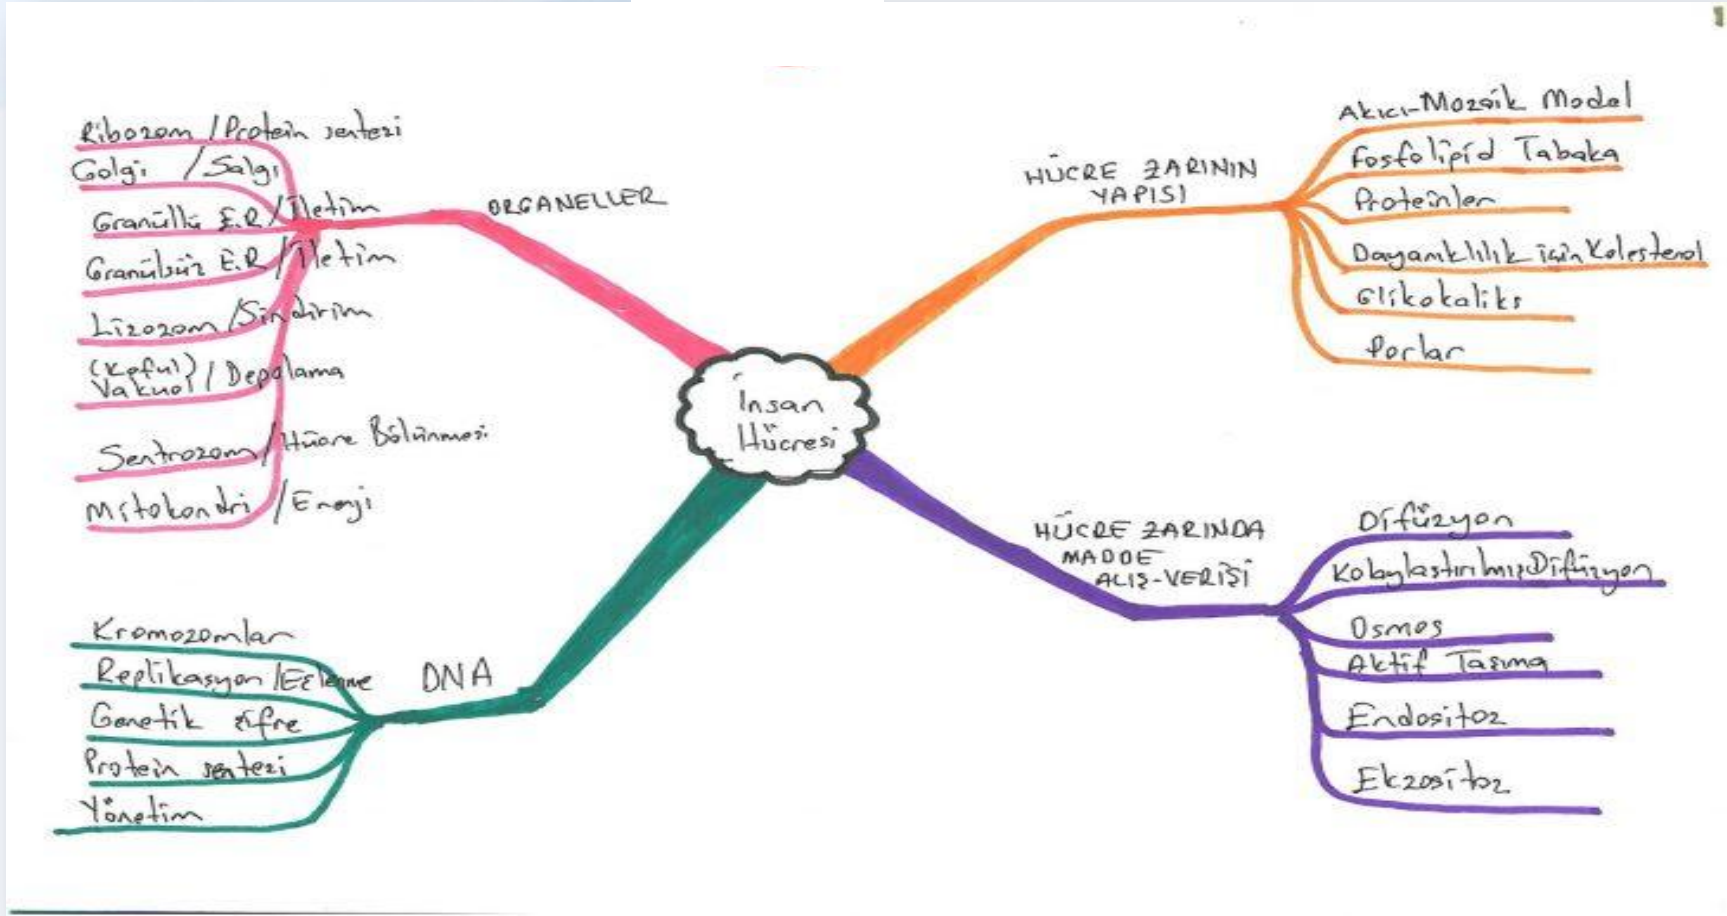 Ribozom / Protein sentezi
Golgi / Salgı
Granüllü E.R / İletim
Granülsüz E.R / İletim
Lizozom / Sindirim
(Koful)
Vakuol / Depolama
Sentrozom / Hücre Bölünmesi
Mitokondri / Enerji
ORGANELLER
HÜCRE ZARININ
YAPISI
Akıcı-Mozaik Model
Fosfolipid Tabaka
Proteinler
Dayanıklılık için Kolesterol
Glikokaliks
Porlar
İnsan
Hücresi
Kromozomlar
Replikasyon / Eşlenme
Genetik şifre
Protein sentezi
Yönetim
DNA
HÜCRE ZARINDA
MADDE
ALIŞ-VERİŞİ
Difüzyon
Kolaylaştırılmış Difüzyon
Osmos
Aktif Taşıma
Endositoz
Ekzositoz